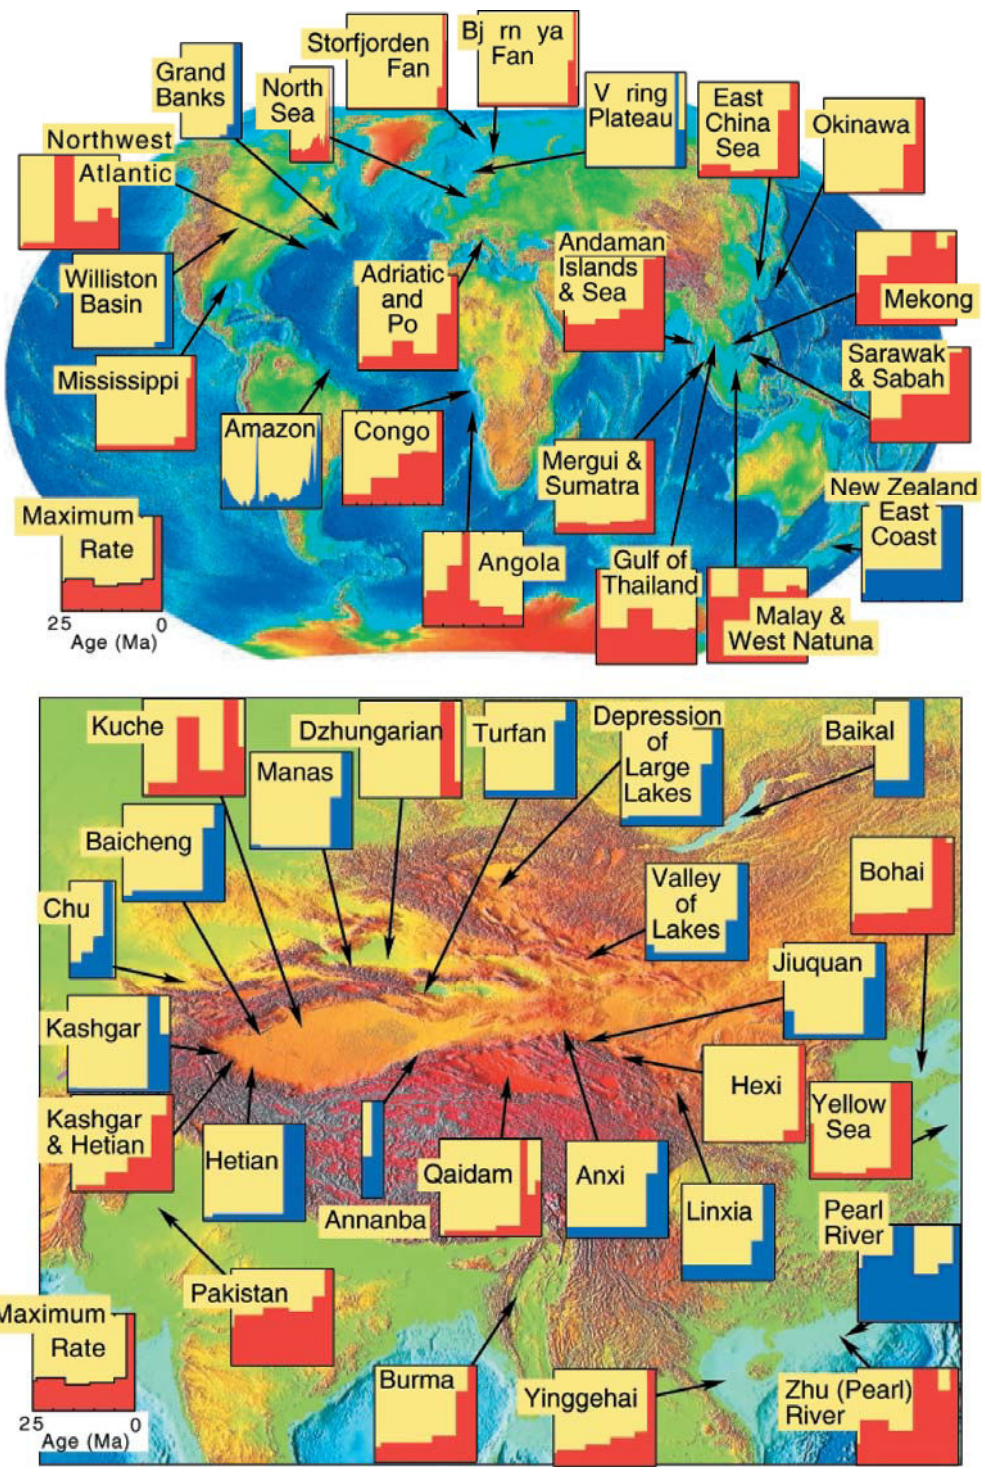 Storfjorden
Fan
Bj rn ya
Fan
Grand
Banks
North
Sea
V ring
Plateau
East
China
Sea
Okinawa
Northwest
Atlantic
Williston
Basin
Adriatic
and
Po
Andaman
Islands
& Sea
Mekong
Mississippi
Sarawak
& Sabah
Amazon
Congo
Mergui &
Sumatra
New Zealand
East
Coast
Maximum
Rate
25
0
Age (Ma)
Angola
Gulf of
Thailand
Malay &
West Natuna
Kuche
Dzhungarian
Turfan
Depression
of
Large
Lakes
Baikal
Manas
Baicheng
Chu
Valley
of
Lakes
Bohai
Jiuquan
Kashgar
Hexi
Kashgar
& Hetian
Yellow
Sea
Hetian
Qaidam
Anxi
Linxia
Annanba
Pearl
River
Pakistan
Maximum
Rate
25
0
Age (Ma)
Burma
Yinggehai
Zhu (Pearl)
River